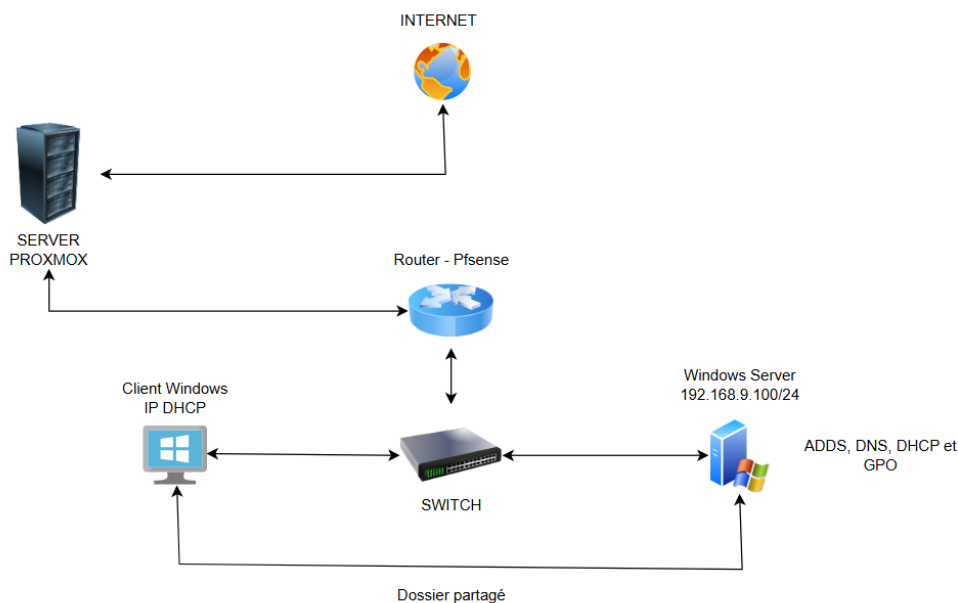 INTERNET
SERVER
PROXMOX
Router - Pfsense
Client Windows
IP DHCP
Windows Server
192.168.9.100/24
ADDS, DNS, DHCP et
GPO
SWITCH
Dossier partagé